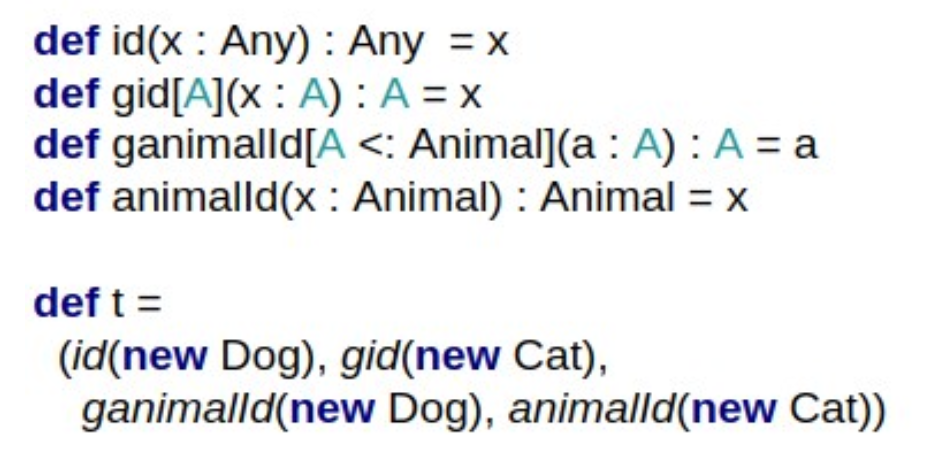 def id(x : Any) : Any = x
def gid[A](x : A) : A = x
def ganimalId[A <: Animal](a : A) : A = a
def animalId(x : Animal) : Animal = x
def t =
(id(new Dog), gid(new Cat),
ganimalId(new Dog), animalId(new Cat))